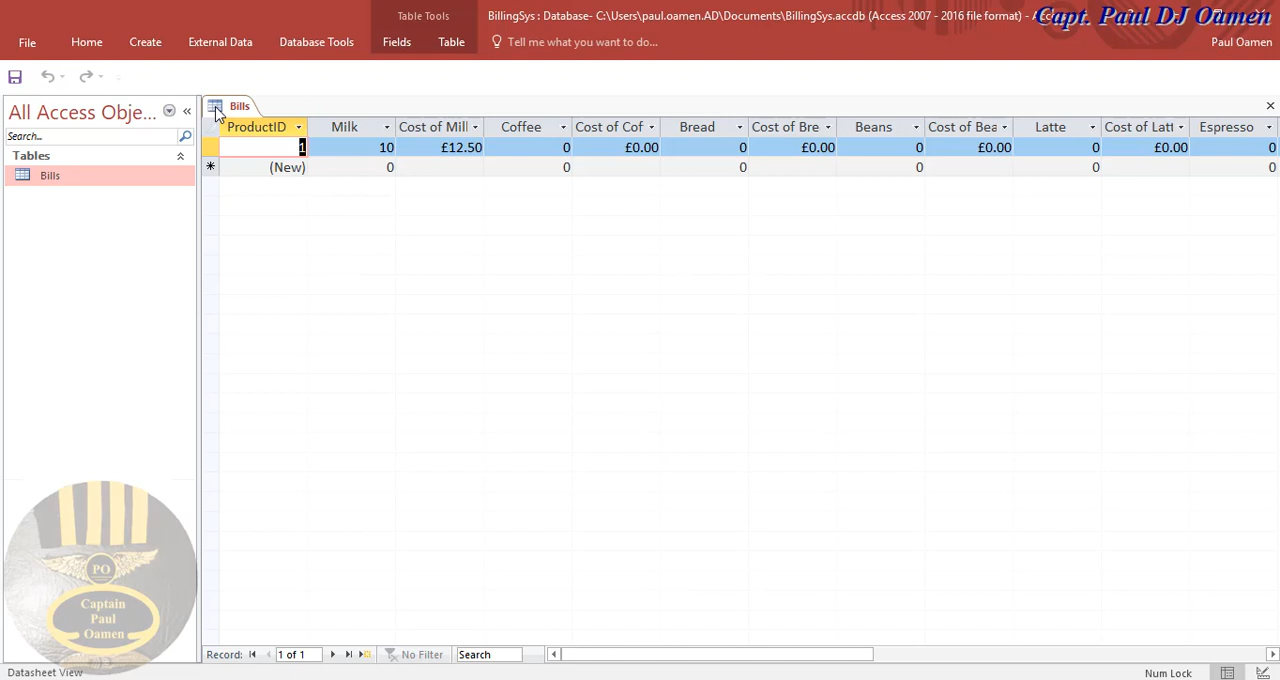 Table Tools
BillingSys : Database- C:\Users\paul.oamen.AD\Documents\BillingSys.accdb (Access 2007 - 2016 file format) -
Capt. Paul DJ Oamen
File Home Create External Data Database Tools Fields Table Tell me what you want to do... Paul Oamen
All Access Obje...
Bills
Search...
ProductID Milk Cost of Mill Coffee Cost of Cof Bread Cost of Bre Beans Cost of Bea Latte Cost of Latt Espresso
1 10 £12.50 0 £0.00 0 £0.00 0 £0.00 0 £0.00 0
Tables
* (New) 0 0 0 0 0 0
Bills
PO
Captain
Paul
Oamen
Record: 1 of 1 No Filter Search
Datasheet View
Num Lock